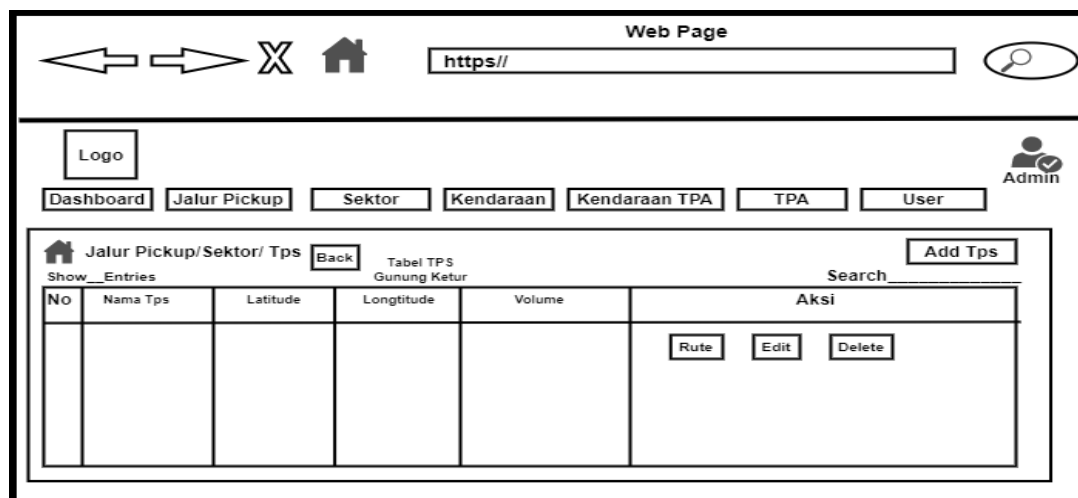 Web Page
https//
Logo
Admin
Dashboard Jalur Pickup Sektor Kendaraan Kendaraan TPA TPA User
Jalur Pickup/Sektor/ Tps Back Tabel TPS Add Tps
Show__Entries Gunung Ketur Search_____________
No Nama Tps Latitude Longtitude Volume Aksi
Rute Edit Delete